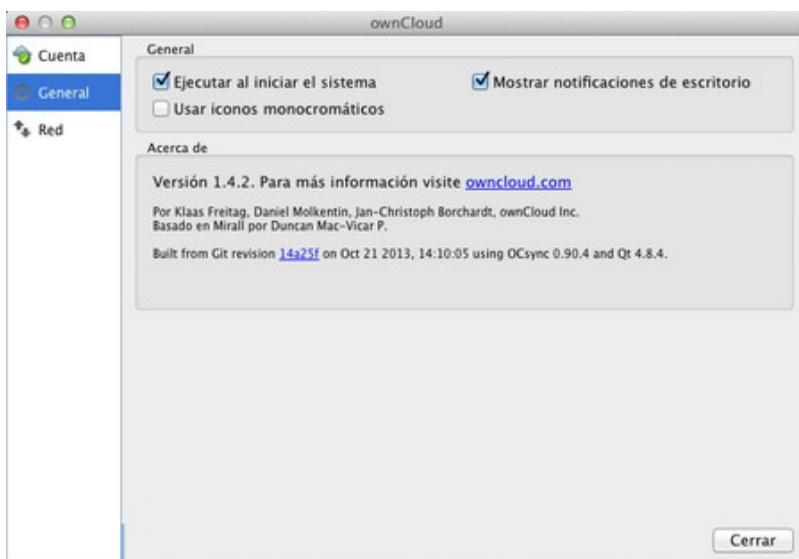 ownCloud
Cuenta
General
Red
General
Ejecutar al iniciar el sistema
Mostrar notificaciones de escritorio
Usar iconos monocromáticos
Acerca de
Versión 1.4.2. Para más información visite owncloud.com
Por Klaas Freitag, Daniel Molkentin, Jan-Christoph Borchardt, ownCloud Inc.
Basado en Mirall por Duncan Mac-Vicar P.
Built from Git revision 14a25f on Oct 21 2013, 14:10:05 using OCsync 0.90.4 and Qt 4.8.4.
Cerrar